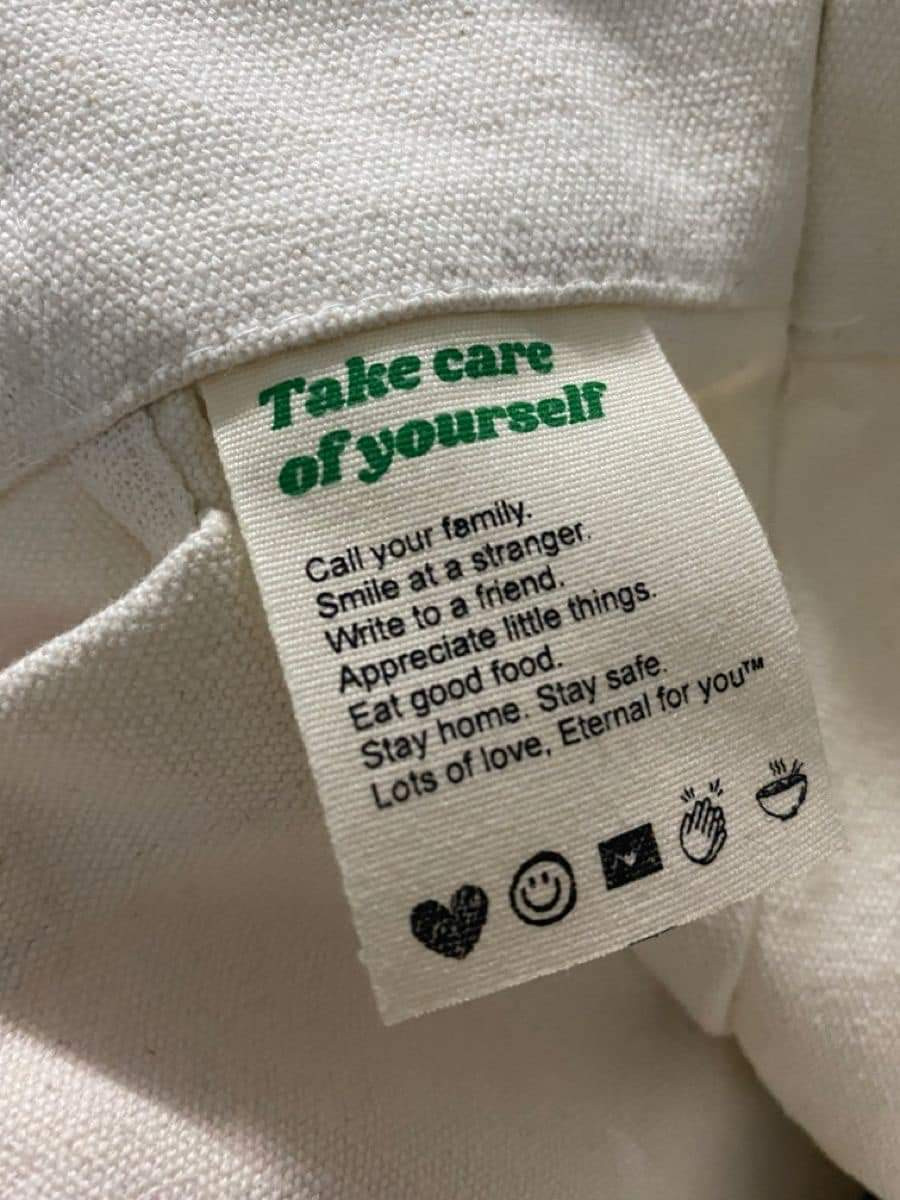 Take care
of yourself
Call your family.
Smile at a stranger.
Write to a friend.
Appreciate little things.
Eat good food.
Stay home. Stay safe.
Lots of love, Eternal for you™